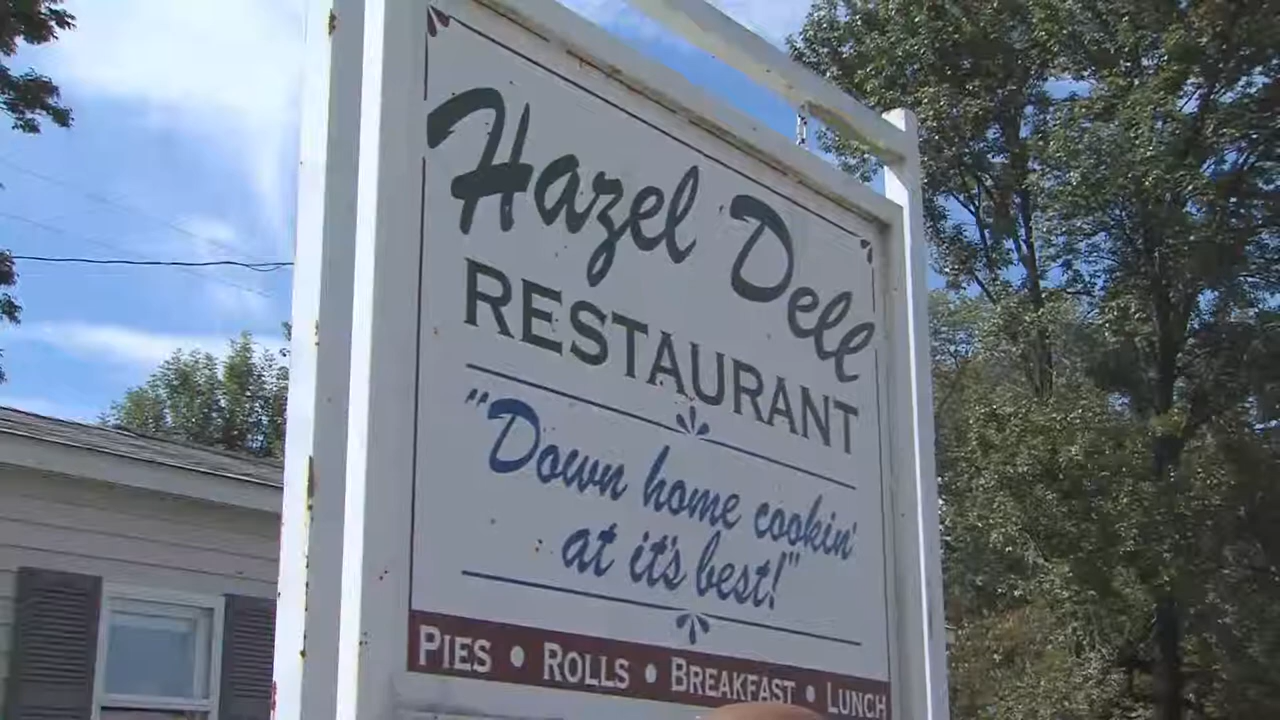 Hazel Dell
RESTAURANT
"Down home cookin'
at it's best!"
PIES • ROLLS • BREAKFAST • LUNCH